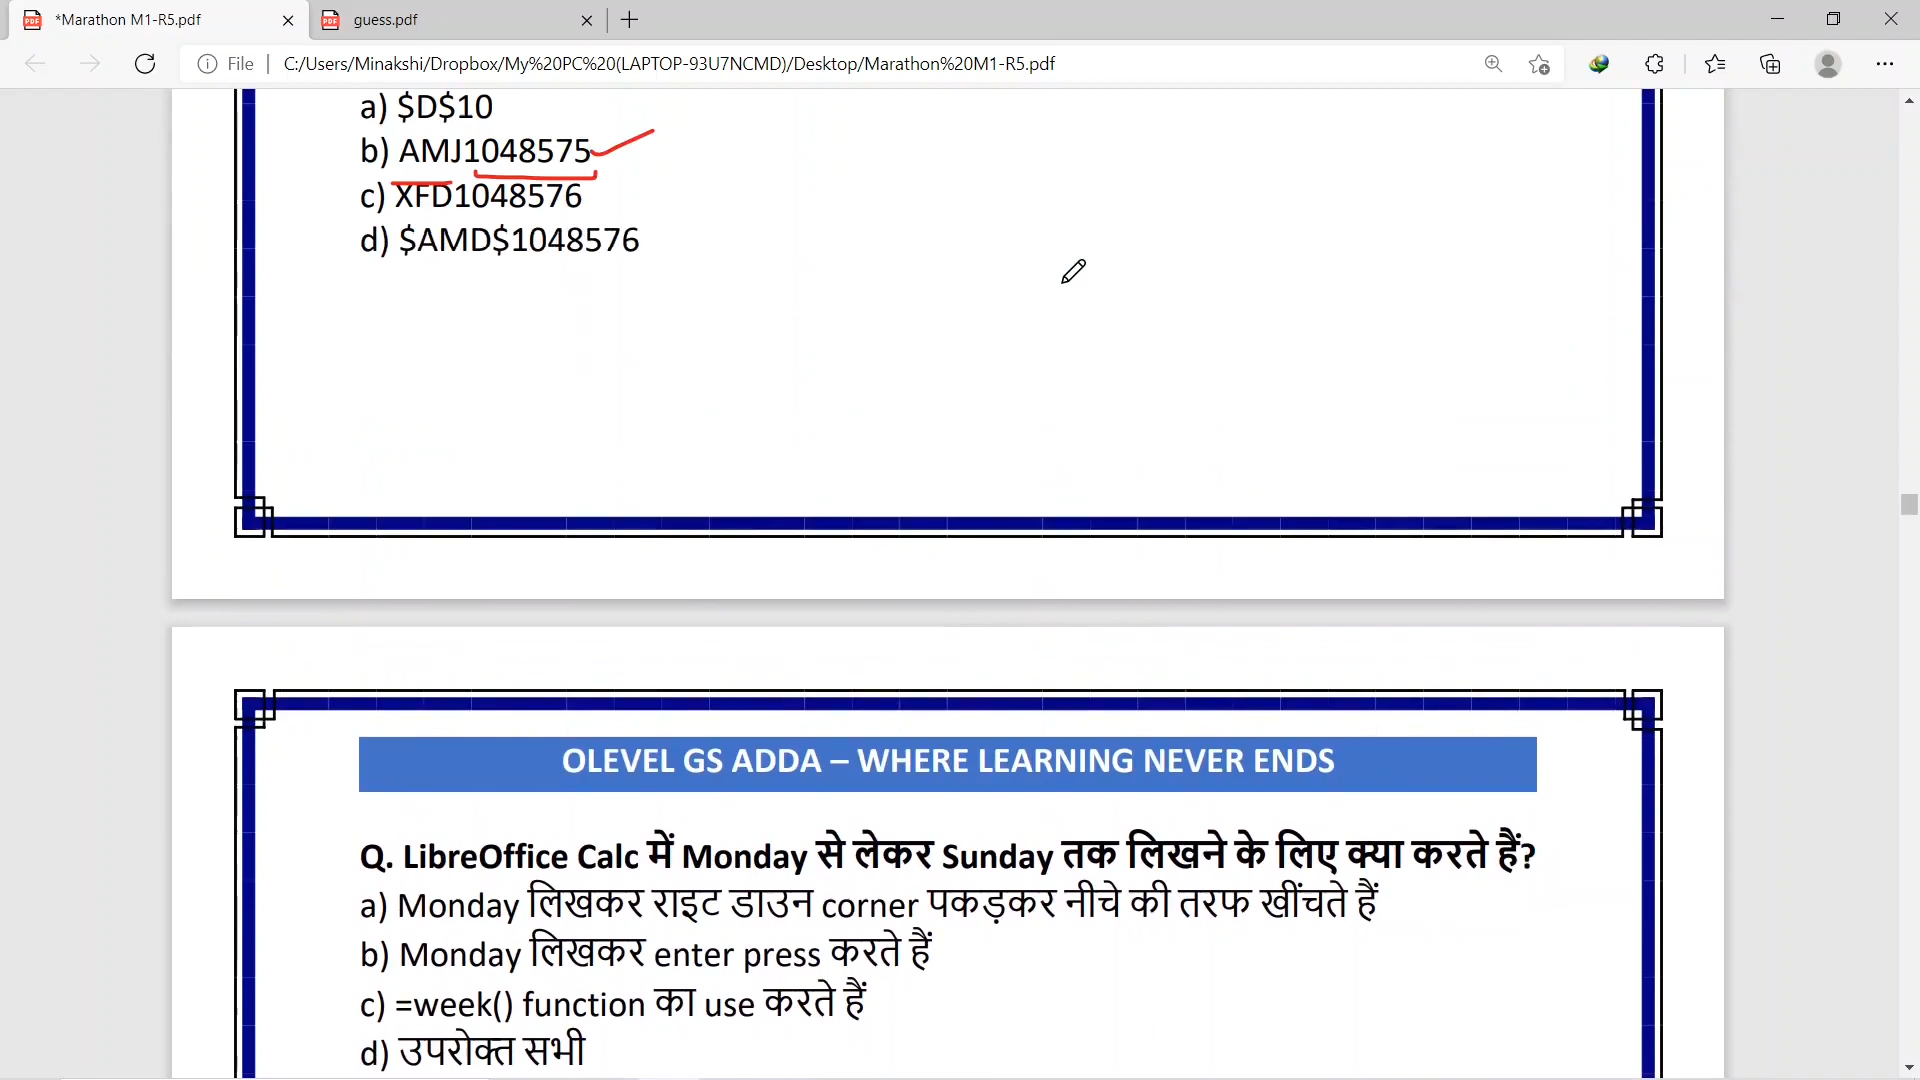 *Marathon M1-R5.pdf
guess.pdf
File
C:/Users/Minakshi/Dropbox/My%20PC%20(LAPTOP-93U7NCMD)/Desktop/Marathon%20M1-R5.pdf
a) $D$10
b) AMJ1048575
c) XFD1048576
d) $AMD$1048576
OLEVEL GS ADDA – WHERE LEARNING NEVER ENDS
Q. LibreOffice Calc में Monday से लेकर Sunday तक लिखने के लिए क्या करते हैं?
a) Monday लिखकर राइट डाउन corner पकड़कर नीचे की तरफ खींचते हैं
b) Monday लिखकर enter press करते हैं
c) =week() function का use करते हैं
d) उपरोक्त सभी